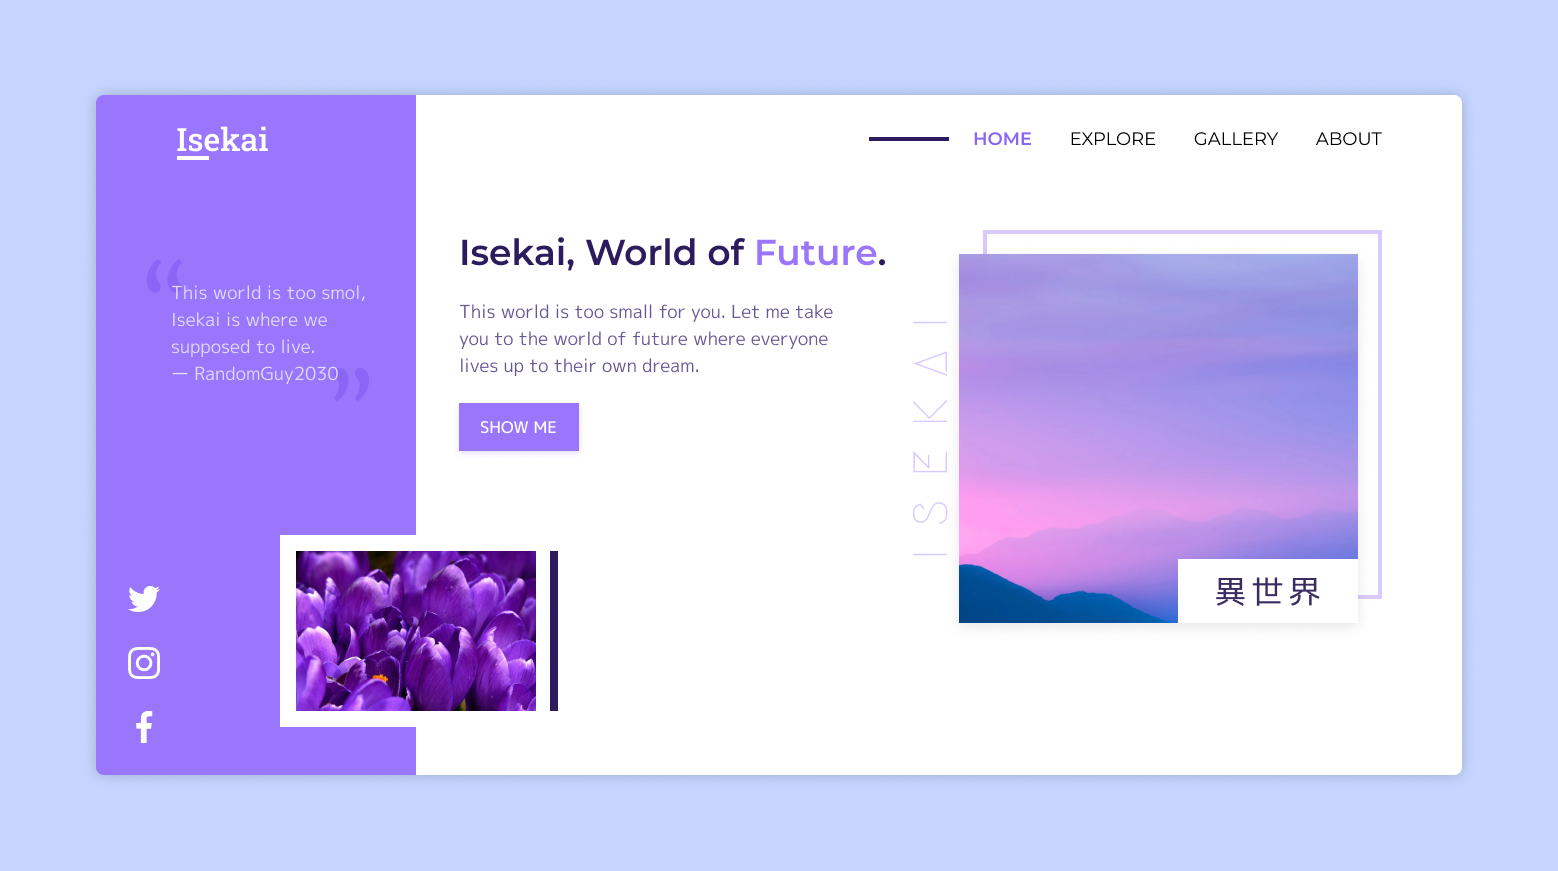 Isekai
HOME EXPLORE GALLERY ABOUT
“
This world is too smol,
Isekai is where we
supposed to live.
— RandomGuy2030
”
Isekai, World of Future.
This world is too small for you. Let me take
you to the world of future where everyone
lives up to their own dream.
SHOW ME
ISEKAI
異世界